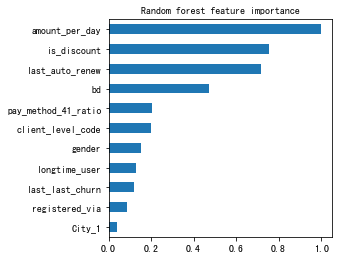 Random forest feature importance
amount_per_day
is_discount
last_auto_renew
bd
pay_method_41_ratio
client_level_code
gender
longtime_user
last_last_churn
registered_via
City_1
0.0 0.2 0.4 0.6 0.8 1.0